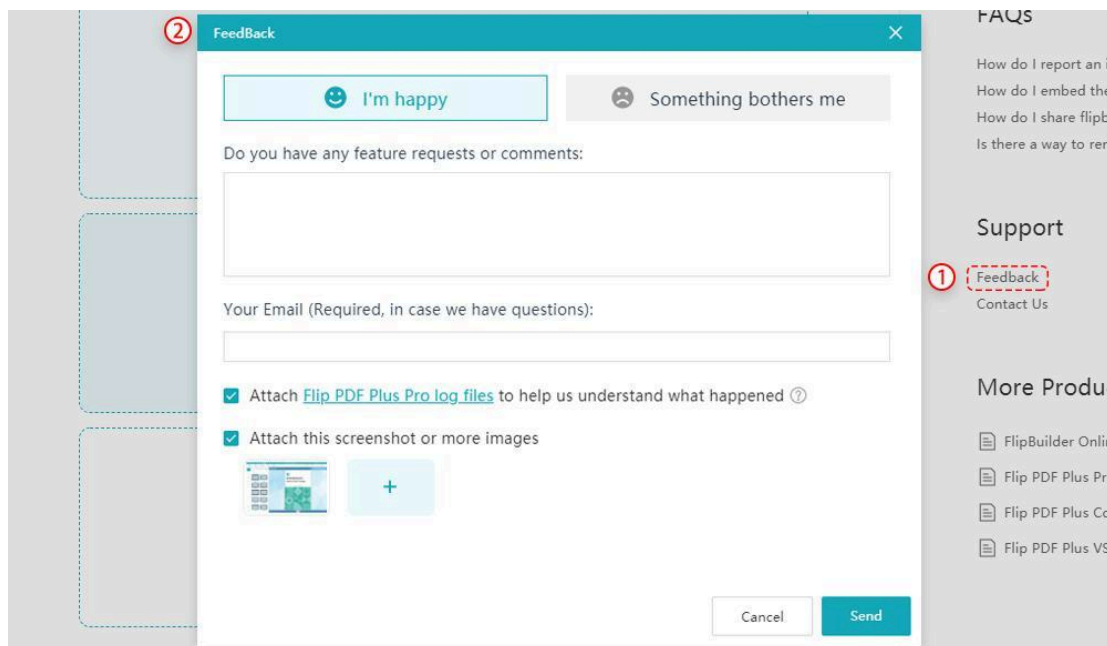 ②
FeedBack
I'm happy
Something bothers me
Do you have any feature requests or comments:
Your Email (Required, in case we have questions):
Attach Flip PDF Plus Pro log files to help us understand what happened ?
Attach this screenshot or more images
+
Cancel
Send
FAQs
How do I report an
How do I embed the
How do I share flipb
Is there a way to
Support
①
Feedback
Contact Us
More Produ
FlipBuilder Onli
Flip PDF Plus Pr
Flip PDF Plus Co
Flip PDF Plus VS